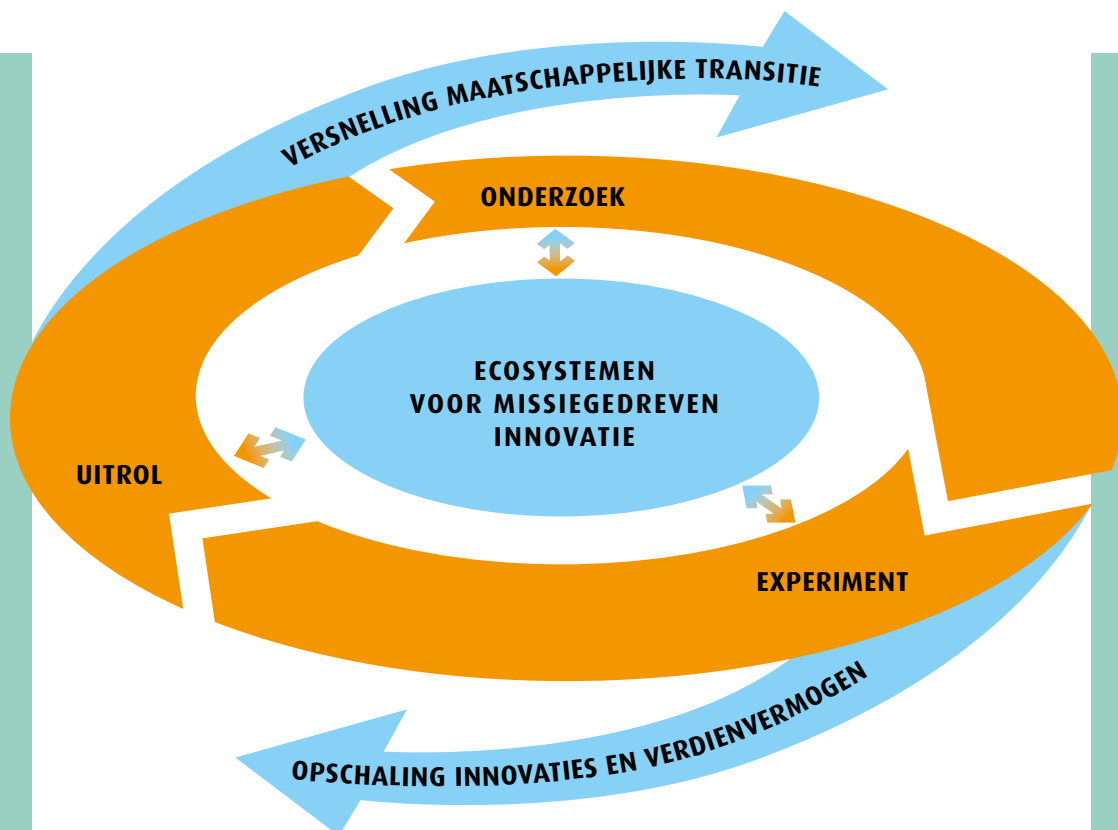 VERSNELLING MAATSCHAPPELIJKE TRANSITIE
ONDERZOEK
ECOSYSTEMEN
VOOR MISSIEGEDREVEN
INNOVATIE
UITROL
EXPERIMENT
OPSCHALING INNOVATIES EN VERDIENVERMOGEN